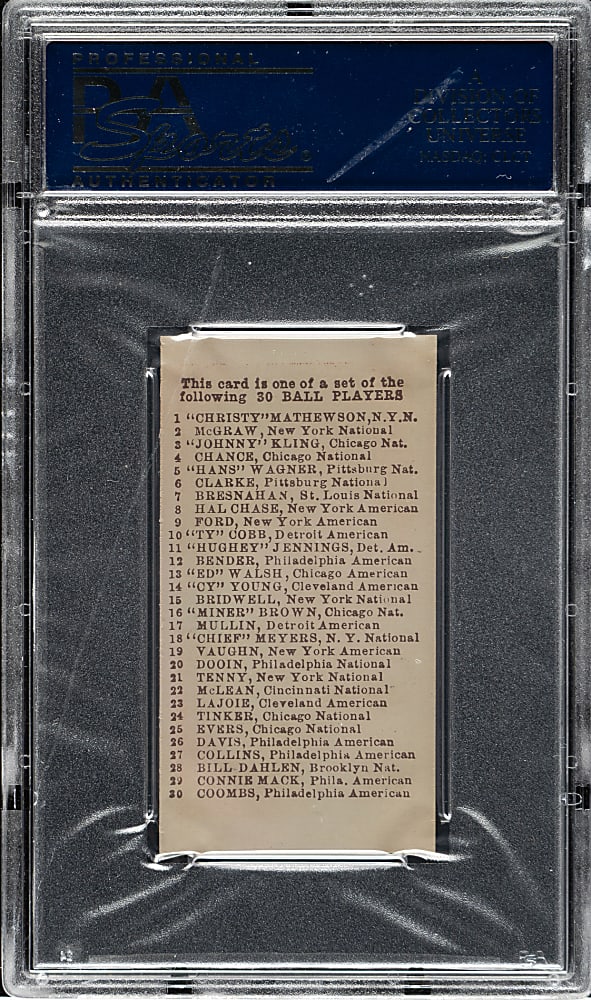 PROFESSIONAL
PSA
Sports
AUTHENTICATOR
A
DIVISION OF
COLLECTORS
UNIVERSE
NASDAQ: CLCT
This card is one of a set of the
following 30 BALL PLAYERS
1 "CHRISTY" MATHEWSON, N.Y.N.
2 McGRAW, New York National
3 "JOHNNY" KLING, Chicago Nat.
4 CHANCE, Chicago National
5 "HANS" WAGNER, Pittsburg Nat.
6 CLARKE, Pittsburg National
7 BRESNAHAN, St. Louis National
8 HAL CHASE, New York American
9 FORD, New York American
10 "TY" COBB, Detroit American
11 "HUGHEY" JENNINGS, Det. Am.
12 BENDER, Philadelphia American
13 "ED" WALSH, Chicago American
14 "CY" YOUNG, Cleveland American
15 BRIDWELL, New York National
16 "MINER" BROWN, Chicago Nat.
17 MULLIN, Detroit American
18 "CHIEF" MEYERS, N. Y. National
19 VAUGHN, New York American
20 DOOIN, Philadelphia National
21 TENNY, New York National
22 McLEAN, Cincinnati National
23 LAJOIE, Cleveland American
24 TINKER, Chicago National
25 EVERS, Chicago National
26 DAVIS, Philadelphia American
27 COLLINS, Philadelphia American
28 BILL DAHLEN, Brooklyn Nat.
29 CONNIE MACK, Phila. American
30 COOMBS, Philadelphia American
PSA